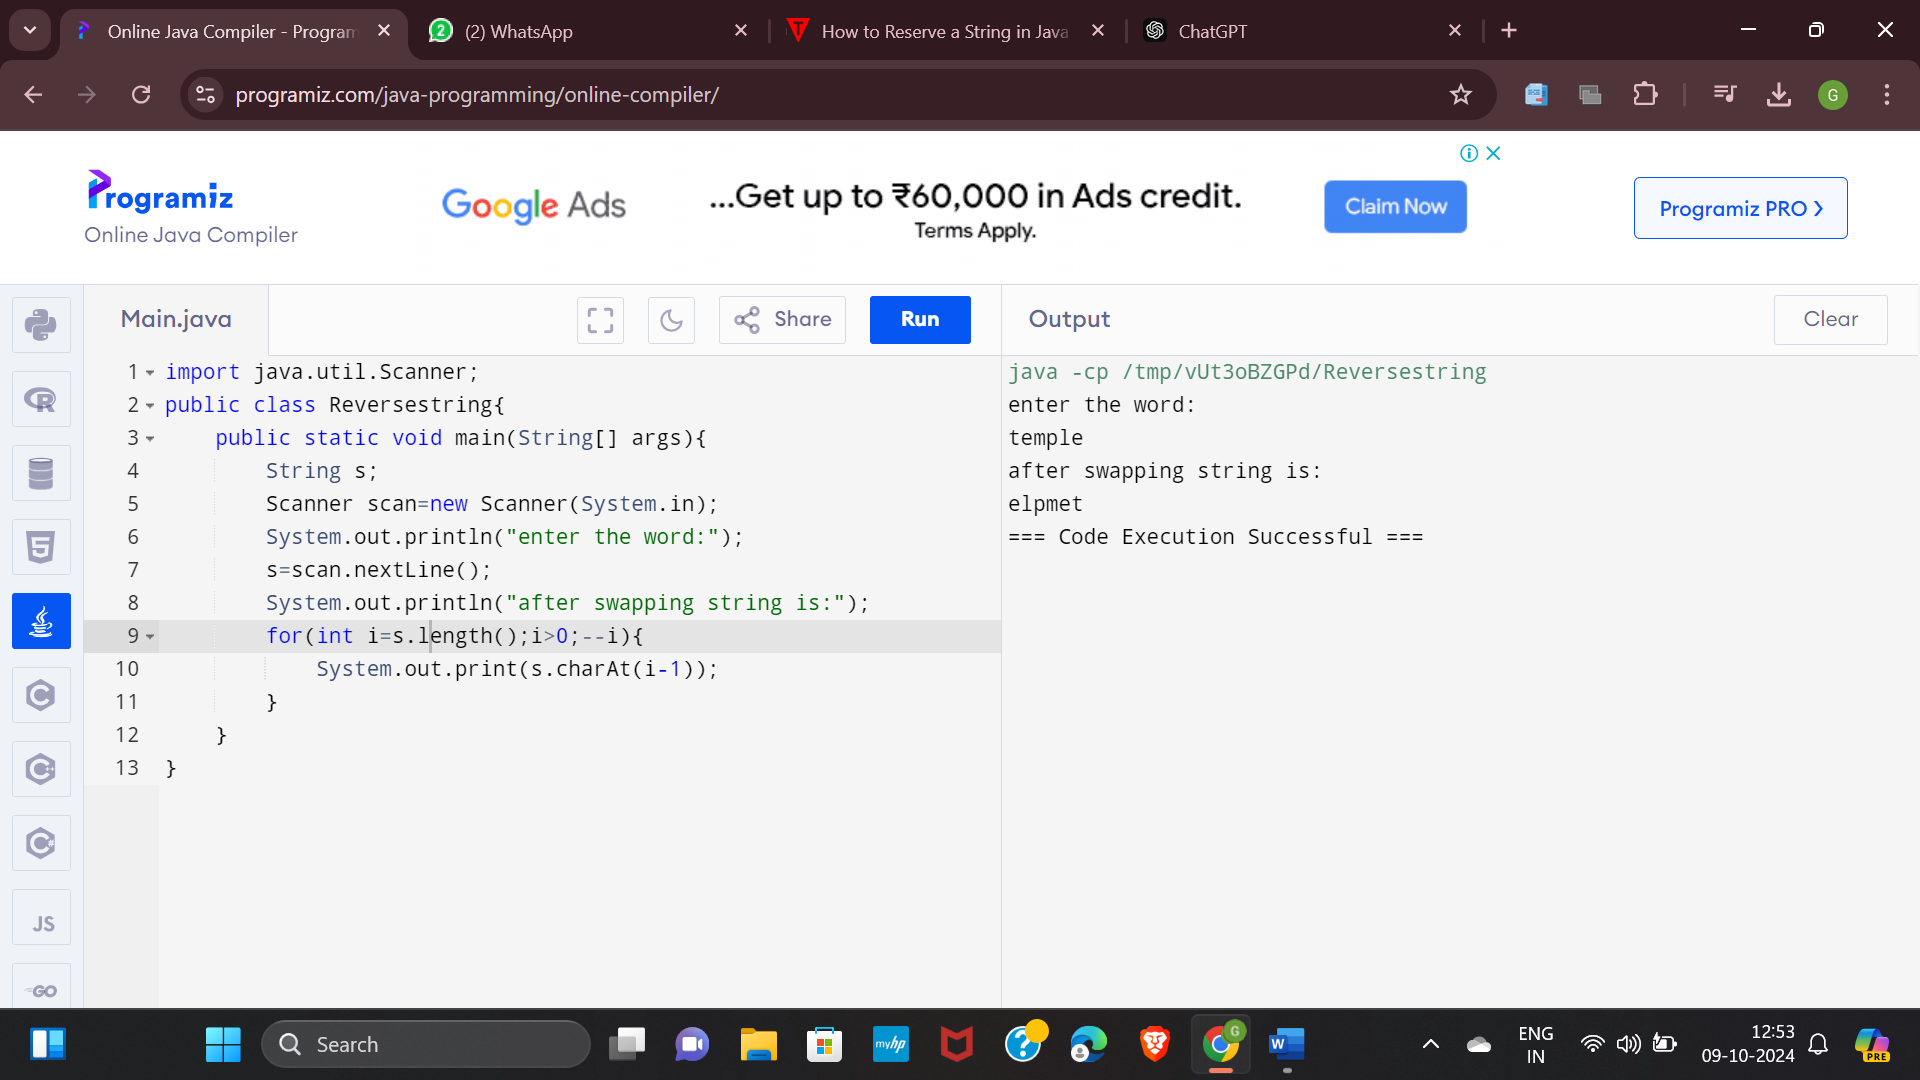 Online Java Compiler - Program
(2) WhatsApp
How to Reserve a String in Java
ChatGPT
programiz.com/java-programming/online-compiler/
G
Programiz
Online Java Compiler
Google Ads
...Get up to ₹60,000 in Ads credit.
Terms Apply.
Claim Now
Programiz PRO ›
Main.java
Share
Run
Output
Clear
1 import java.util.Scanner;
2 public class Reversestring{
3 public static void main(String[] args){
4 String s;
5 Scanner scan=new Scanner(System.in);
6 System.out.println("enter the word:");
7 s=scan.nextLine();
8 System.out.println("after swapping string is:");
9 for(int i=s.length();i>0;--i){
10 System.out.print(s.charAt(i-1));
11 }
12 }
13 }
java -cp /tmp/vUt3oBZGPd/Reversestring
enter the word:
temple
after swapping string is:
elpmet
=== Code Execution Successful ===
R
5
C
C++
C#
JS
GO
Search
myhp
G
W
ENG
IN
12:53
09-10-2024
PRE